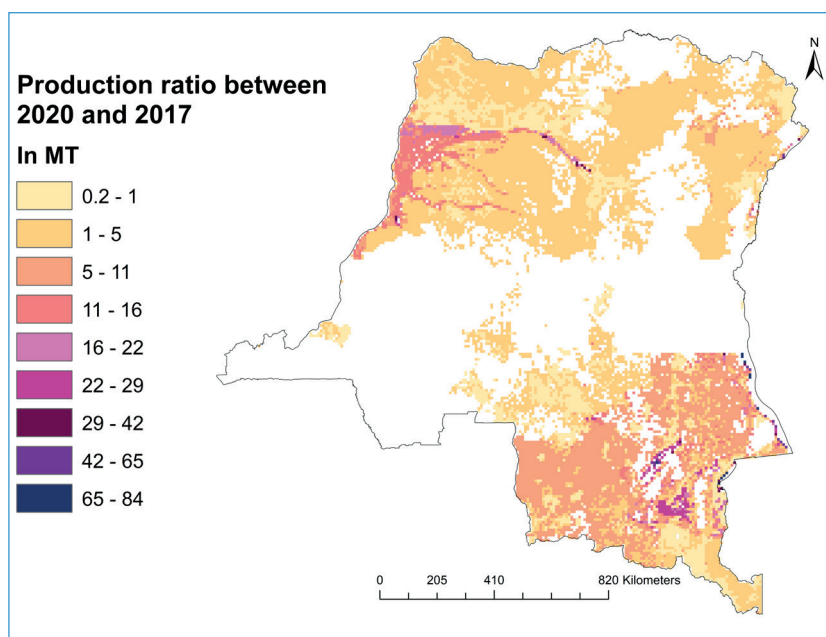 Production ratio between
2020 and 2017
In MT
0.2 - 1
1 - 5
5 - 11
11 - 16
16 - 22
22 - 29
29 - 42
42 - 65
65 - 84
N
0 205 410 820 Kilometers